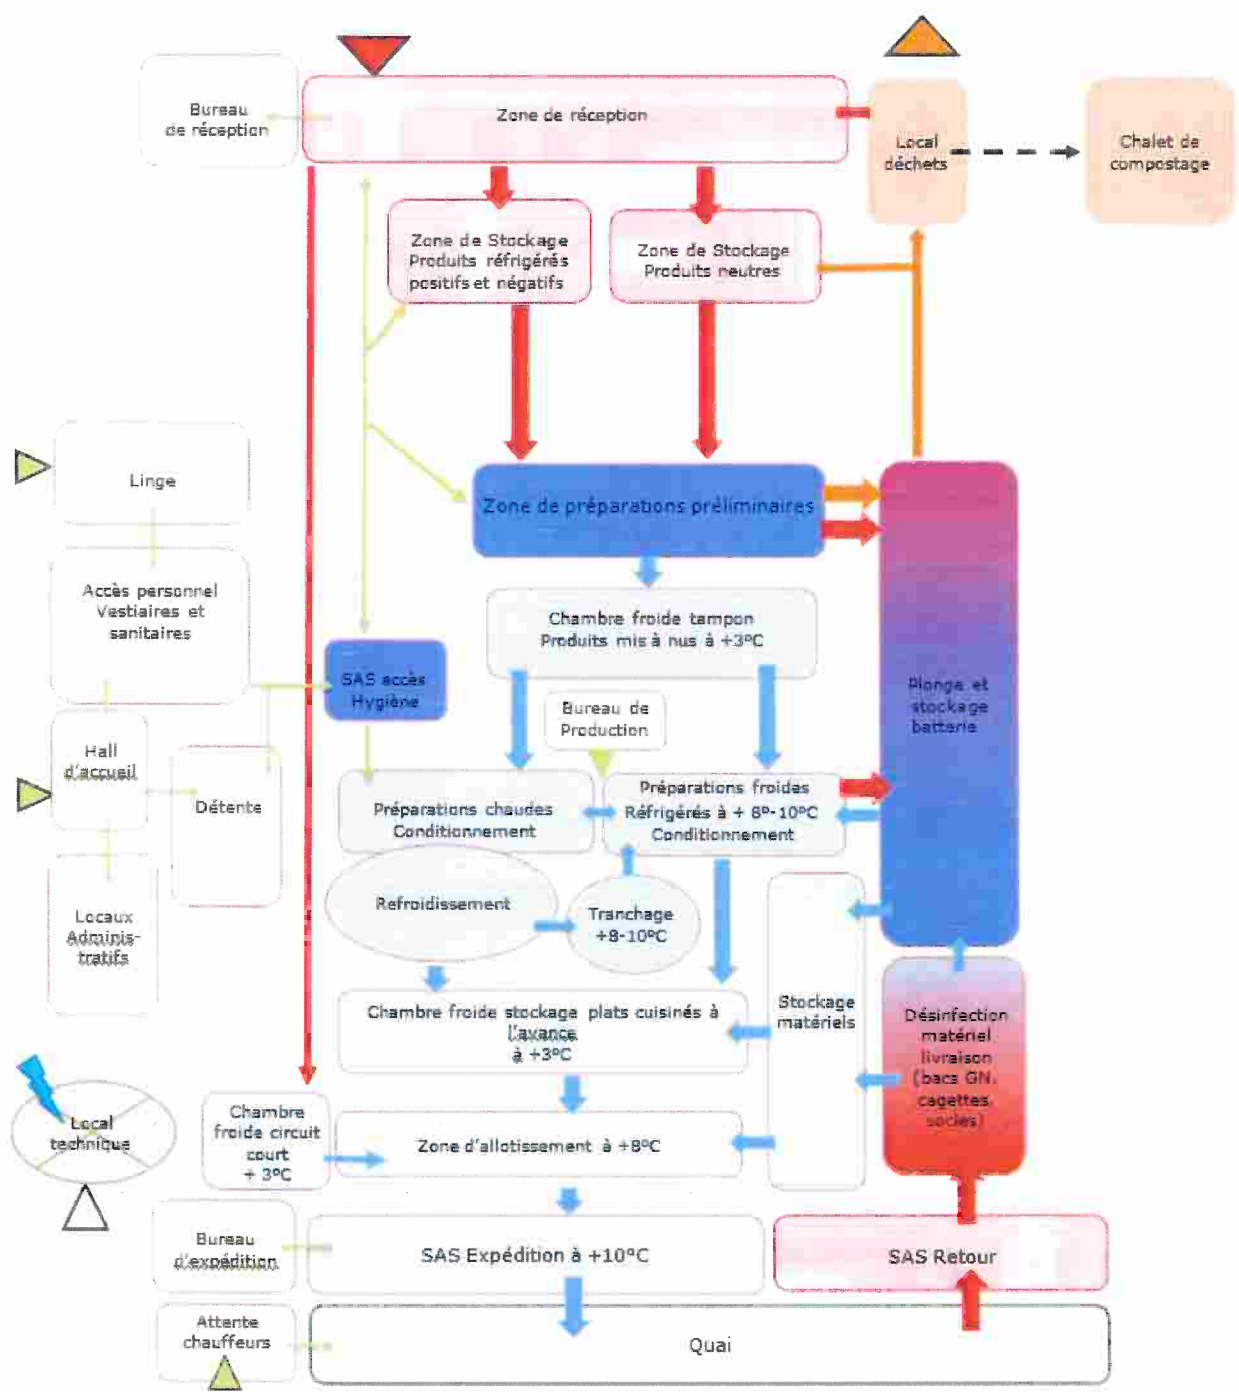 Bureau
de réception
Zone de réception
Local
déchets
Chalet de
compostage
Zone de Stockage
Produits réfrigérés
positifs et négatifs
Zone de Stockage
Produits neutres
Linge
Zone de préparations préliminaires
Accès personnel
Vestiaires et
sanitaires
Chambre froide tampon
Produits mis à nus à +3°C
SAS accès
Hygiène
Plonge et
stockage
batterie
Bureau de
Production
Hall
d'accueil
Détente
Préparations chaudes
Conditionnement
Préparations froides
Réfrigérés à + 8°-10°C
Conditionnement
Refroidissement
Tranchage
+8-10°C
Locaux
Adminis-
tratifs
Chambre froide stockage plats cuisinés à
l'avance
à +3°C
Stockage
matériels
Désinfection
matériel
livraison
(bacs GN,
cagettes,
socles)
Local
technique
Chambre
froide circuit
court
+ 3°C
Zone d'allotissement à +8°C
Bureau
d'expédition
SAS Expédition à +10°C
SAS Retour
Attente
chauffeurs
Quai